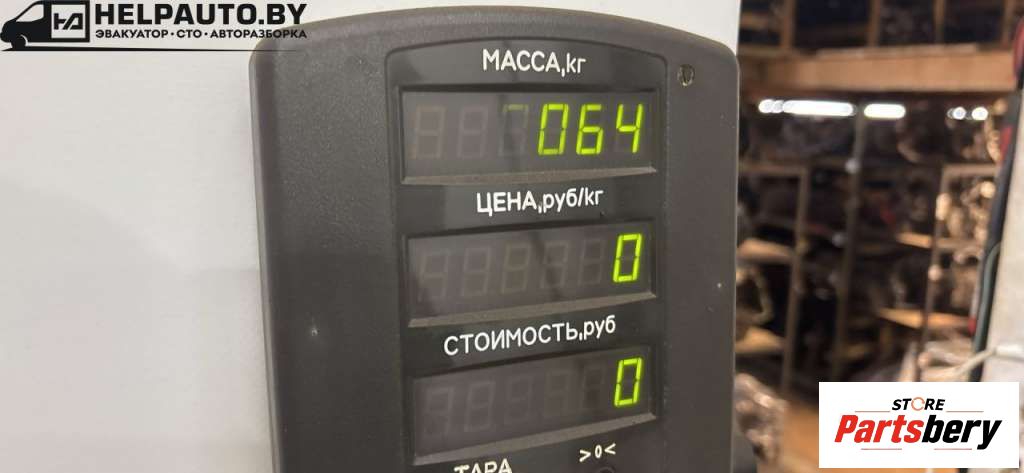 HELPAUTO.BY
ЭВАКУАТОР · СТО · АВТОРАЗБОРКА
МАССА,кг
064
ЦЕНА,руб/кг
0
СТОИМОСТЬ,руб
0
ТАРА
>0<
STORE
Partsbery